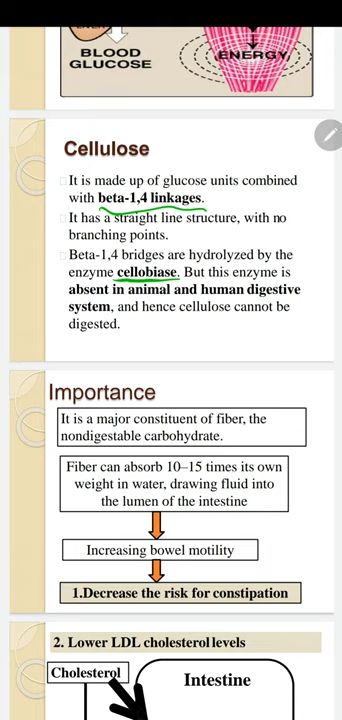 BLOOD
GLUCOSE
ENERGY
Cellulose
It is made up of glucose units combined
with beta-1,4 linkages.
It has a straight line structure, with no
branching points.
Beta-1,4 bridges are hydrolyzed by the
enzyme cellobiase. But this enzyme is
absent in animal and human digestive
system, and hence cellulose cannot be
digested.
Importance
It is a major constituent of fiber, the
nondigestable carbohydrate.
Fiber can absorb 10–15 times its own
weight in water, drawing fluid into
the lumen of the intestine
Increasing bowel motility
1.Decrease the risk for constipation
2. Lower LDL cholesterol levels
Cholesterol
Intestine